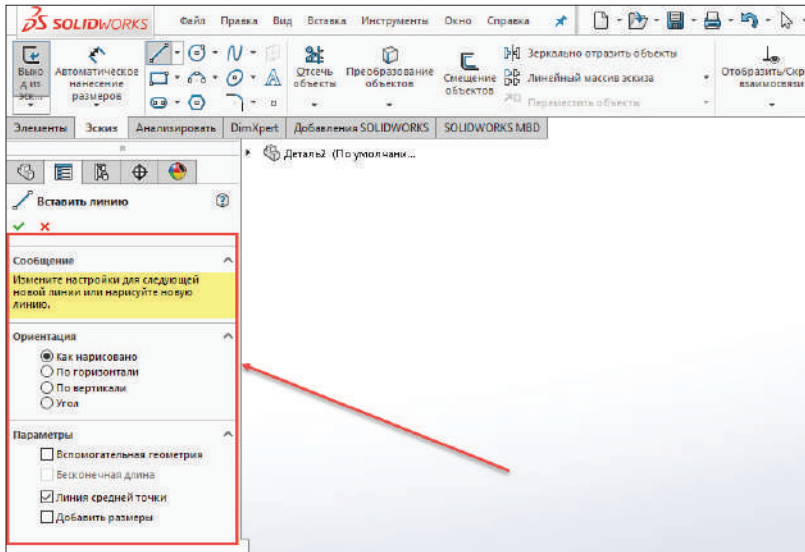 SOLIDWORKS
Файл Правка Вид Вставка Инструменты Окно Справка
Выхо
д из
эск...
Автоматическое
нанесение
размеров
Отсечь
объекты
Преобразование
объектов
Смещение
объектов
Зеркально отразить объекты
Линейный массив эскиза
Переместить объекты
Отобразить/Скр
взаимосвязи
Элементы Эскиз Анализировать DimXpert Добавления SOLIDWORKS SOLIDWORKS MBD
Деталь2 (По умолчани...
Вставить линию
Сообщение
Измените настройки для следующей
новой линии или нарисуйте новую
линию.
Ориентация
Как нарисовано
По горизонтали
По вертикали
Угол
Параметры
Вспомогательная геометрия
Бесконечная длина
Линия средней точки
Добавить размеры